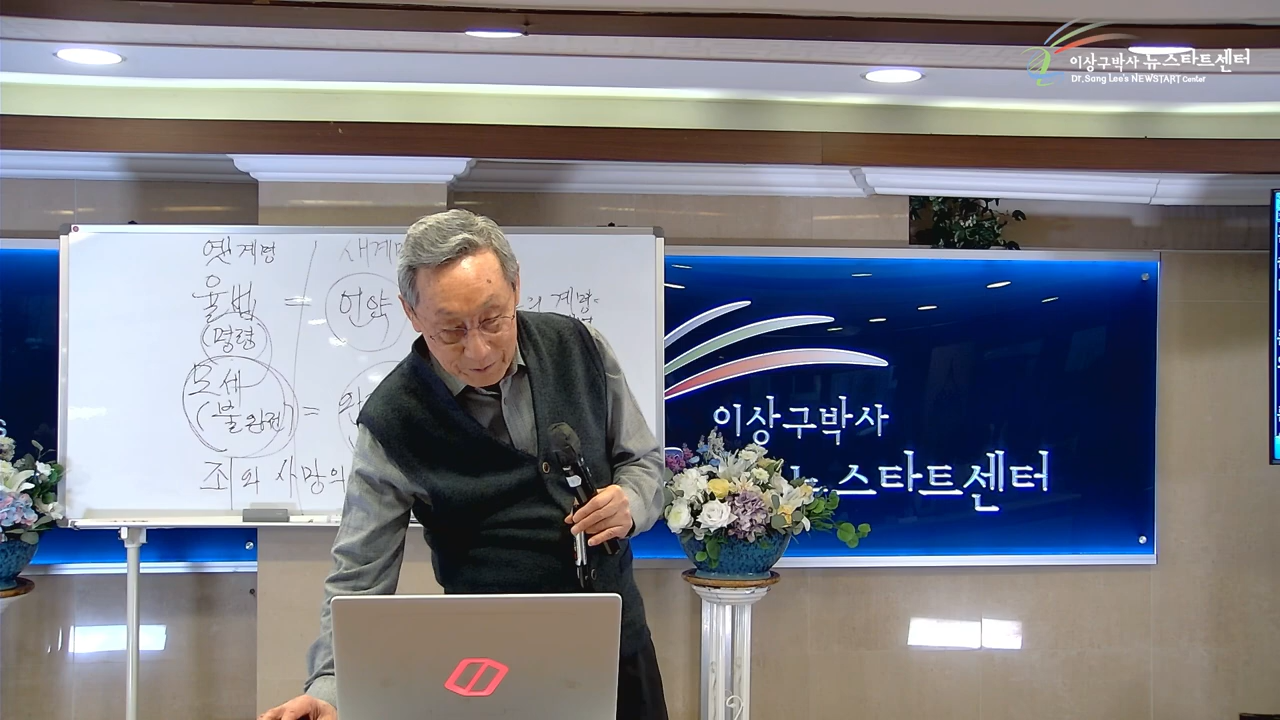 이상구박사 뉴스타트센터
Dr. Sang Lee's NEWSTART Center
옛계명 / 새계
율법 = 언약
계명=
(명령)
모세
(불완전) =
죄와 사망의
이상구박사
뉴스타트센터